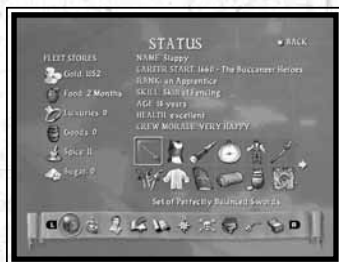 STATUS
BACK
FLEET STORES
NAME Slappy
CAREER START 1660 - The Buccaneer Heroes
RANK: an Apprentice
SKILL Skill at Fencing
AGE 18 years
HEALTH: excellent
CREW MORALE: VERY HAPPY
Gold: 1152
Food: 2 Months
Luxuries 0
Goods: 0
Spice 11
Sugar: 0
Set of Perfectly Balanced Swords
L
R